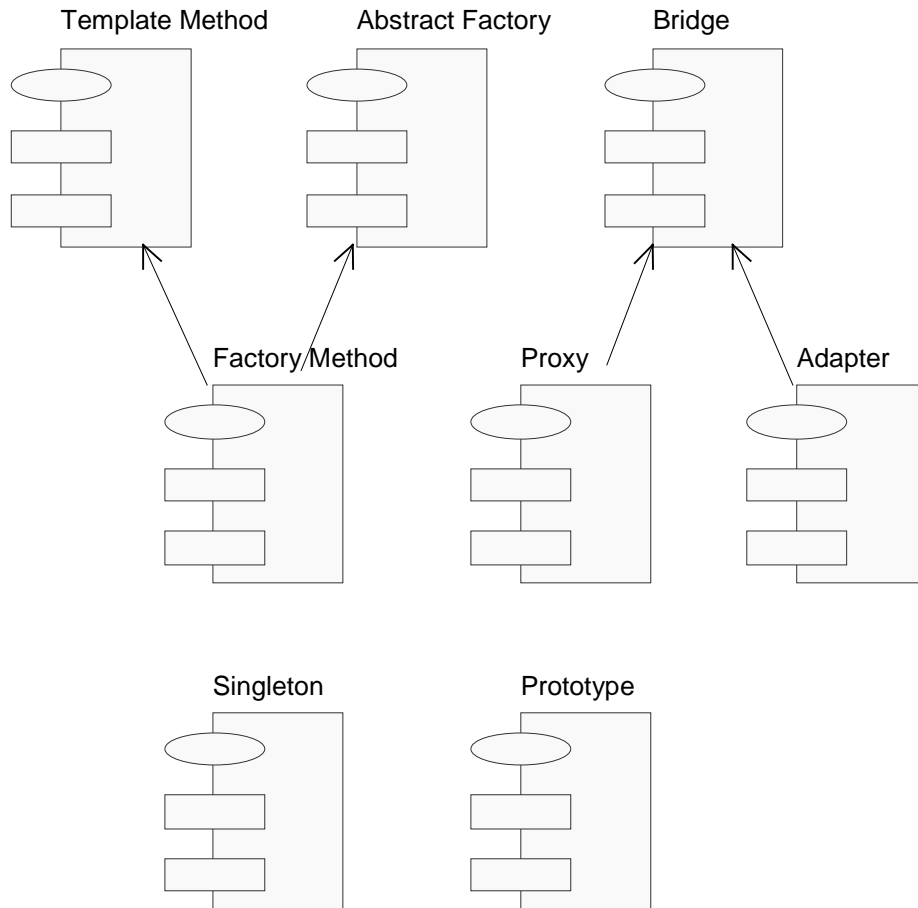 Template Method
Abstract Factory
Bridge
Factory Method
Proxy
Adapter
Singleton
Prototype